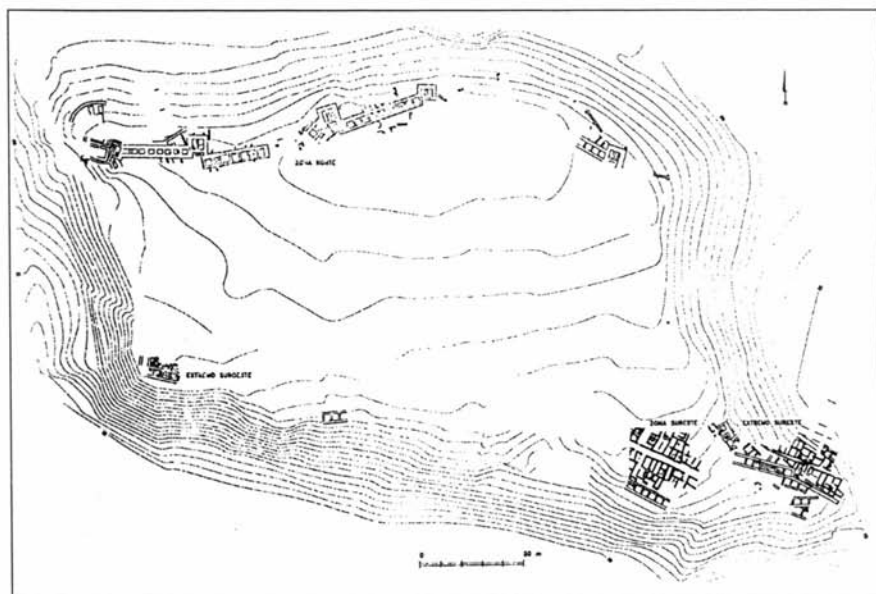 ZONA NORTE
EXTREMO SUROESTE
ZONA SURESTE
EXTREMO SURESTE
0
50 m